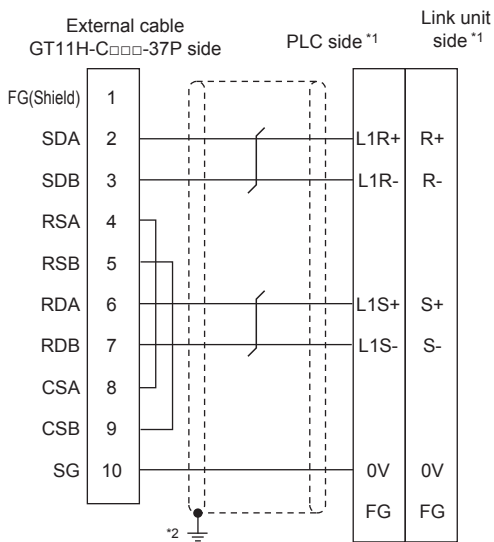 External cable
GT11H-C□□□-37P side
PLC side *1
Link unit
side *1
FG(Shield) 1
SDA 2 L1R+ R+
SDB 3 L1R- R-
RSA 4
RSB 5
RDA 6 L1S+ S+
RDB 7 L1S- S-
CSA 8
CSB 9
SG 10 0V 0V
FG FG
*2